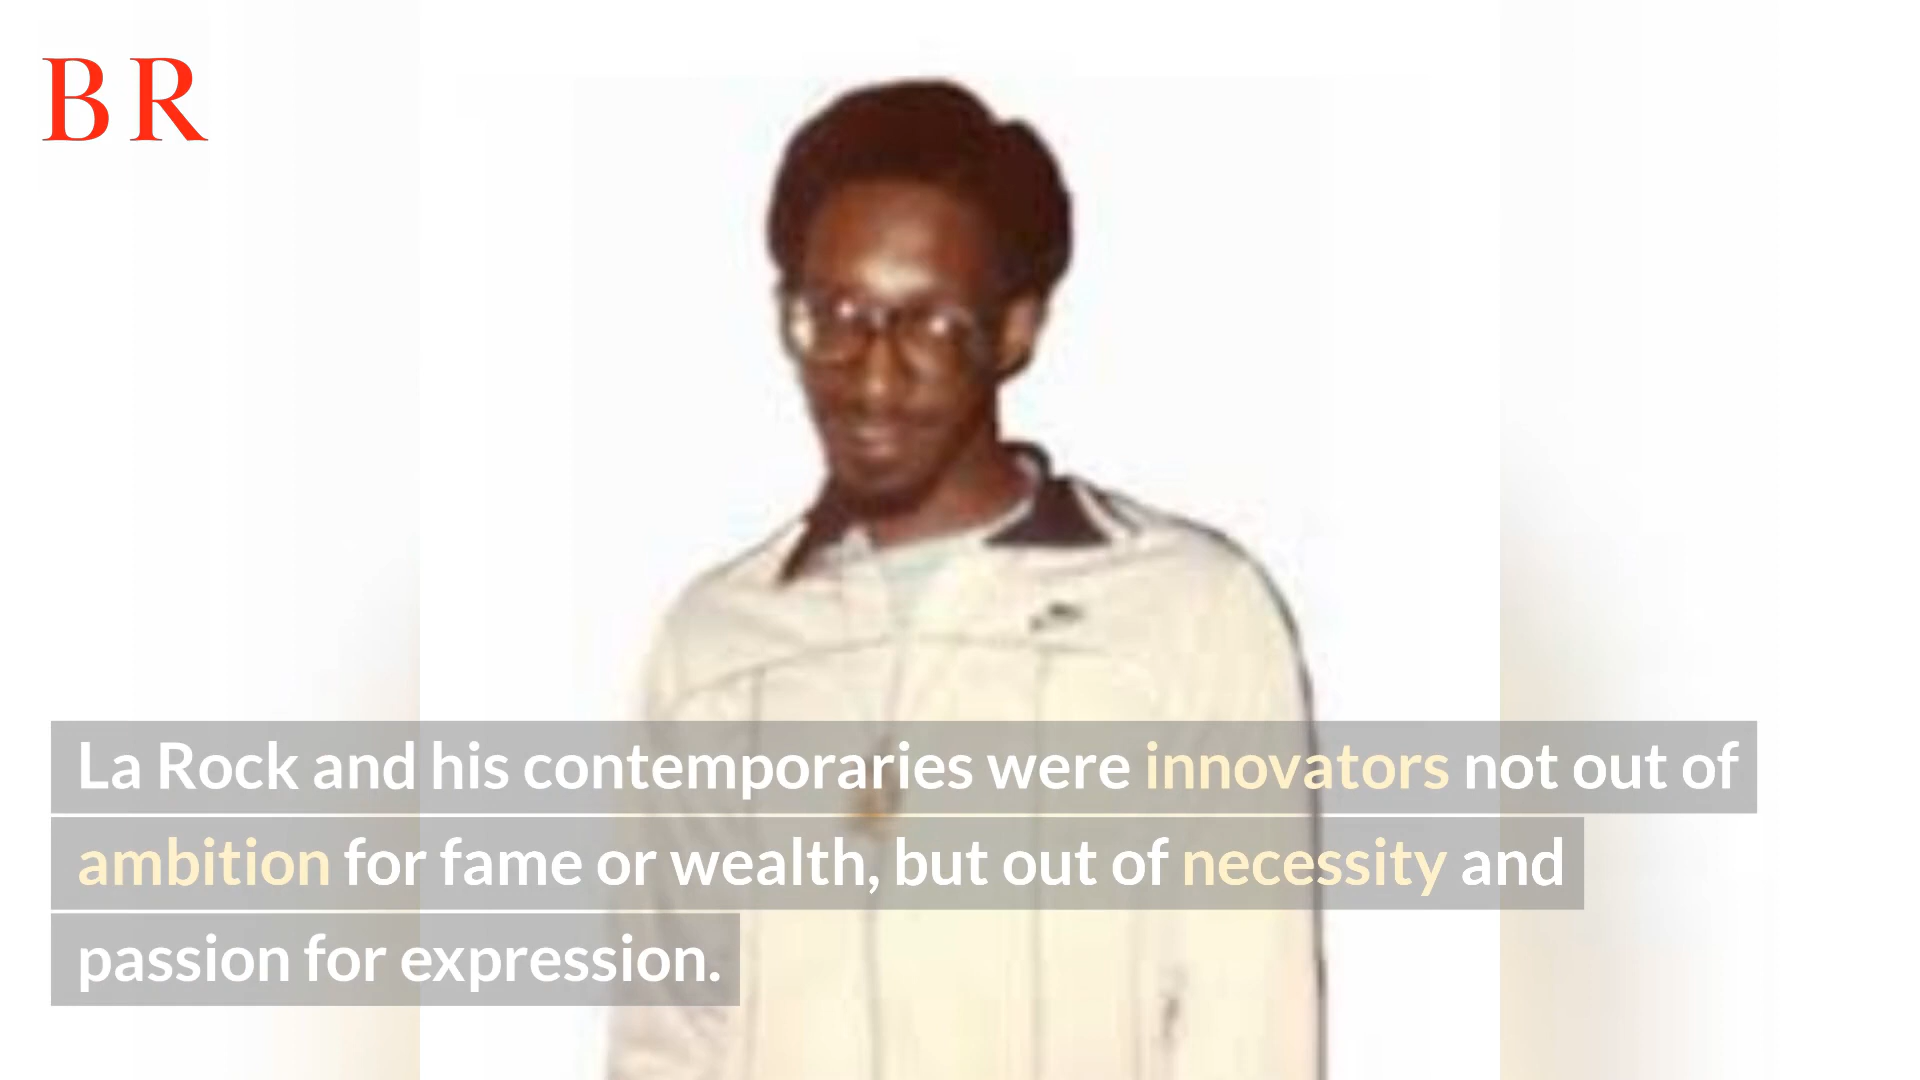 BR
La Rock and his contemporaries were innovators not out of
ambition for fame or wealth, but out of necessity and
passion for expression.